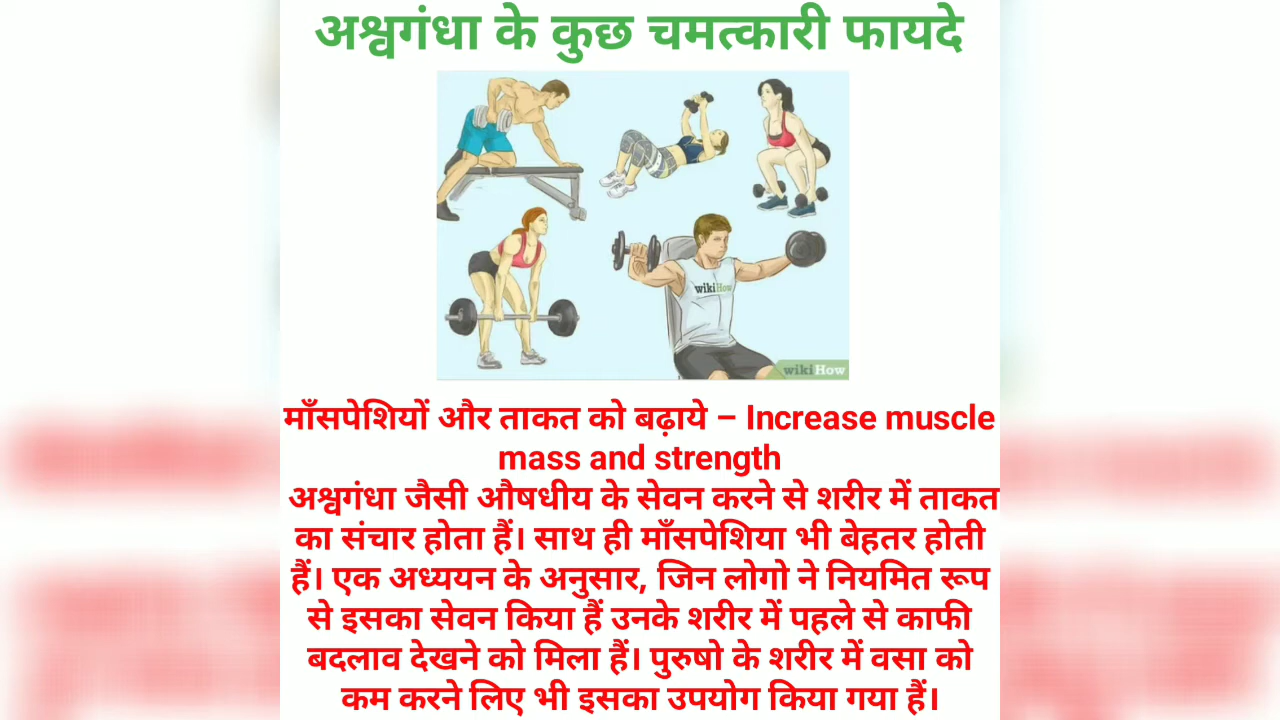 अश्वगंधा के कुछ चमत्कारी फायदे
wikiHow
wikiHow
माँसपेशियों और ताकत को बढ़ाये – Increase muscle
mass and strength
अश्वगंधा जैसी औषधीय के सेवन करने से शरीर में ताकत
का संचार होता हैं। साथ ही माँसपेशिया भी बेहतर होती
हैं। एक अध्ययन के अनुसार, जिन लोगो ने नियमित रूप
से इसका सेवन किया हैं उनके शरीर में पहले से काफी
बदलाव देखने को मिला हैं। पुरुषो के शरीर में वसा को
कम करने लिए भी इसका उपयोग किया गया हैं।